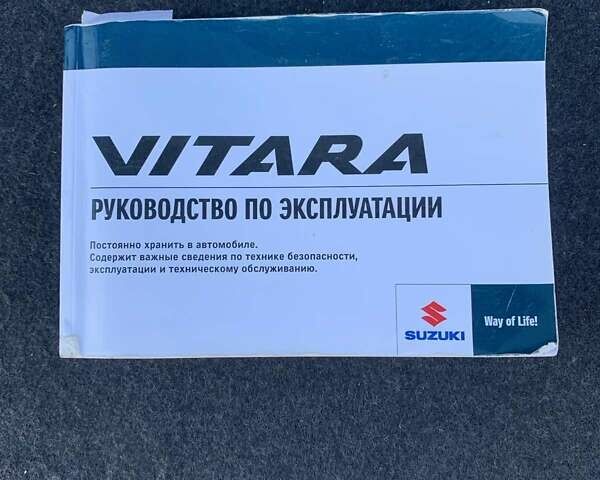 VITARA
РУКОВОДСТВО ПО ЭКСПЛУАТАЦИИ
Постоянно хранить в автомобиле.
Содержит важные сведения по технике безопасности,
эксплуатации и техническому обслуживанию.
SUZUKI
Way of Life!